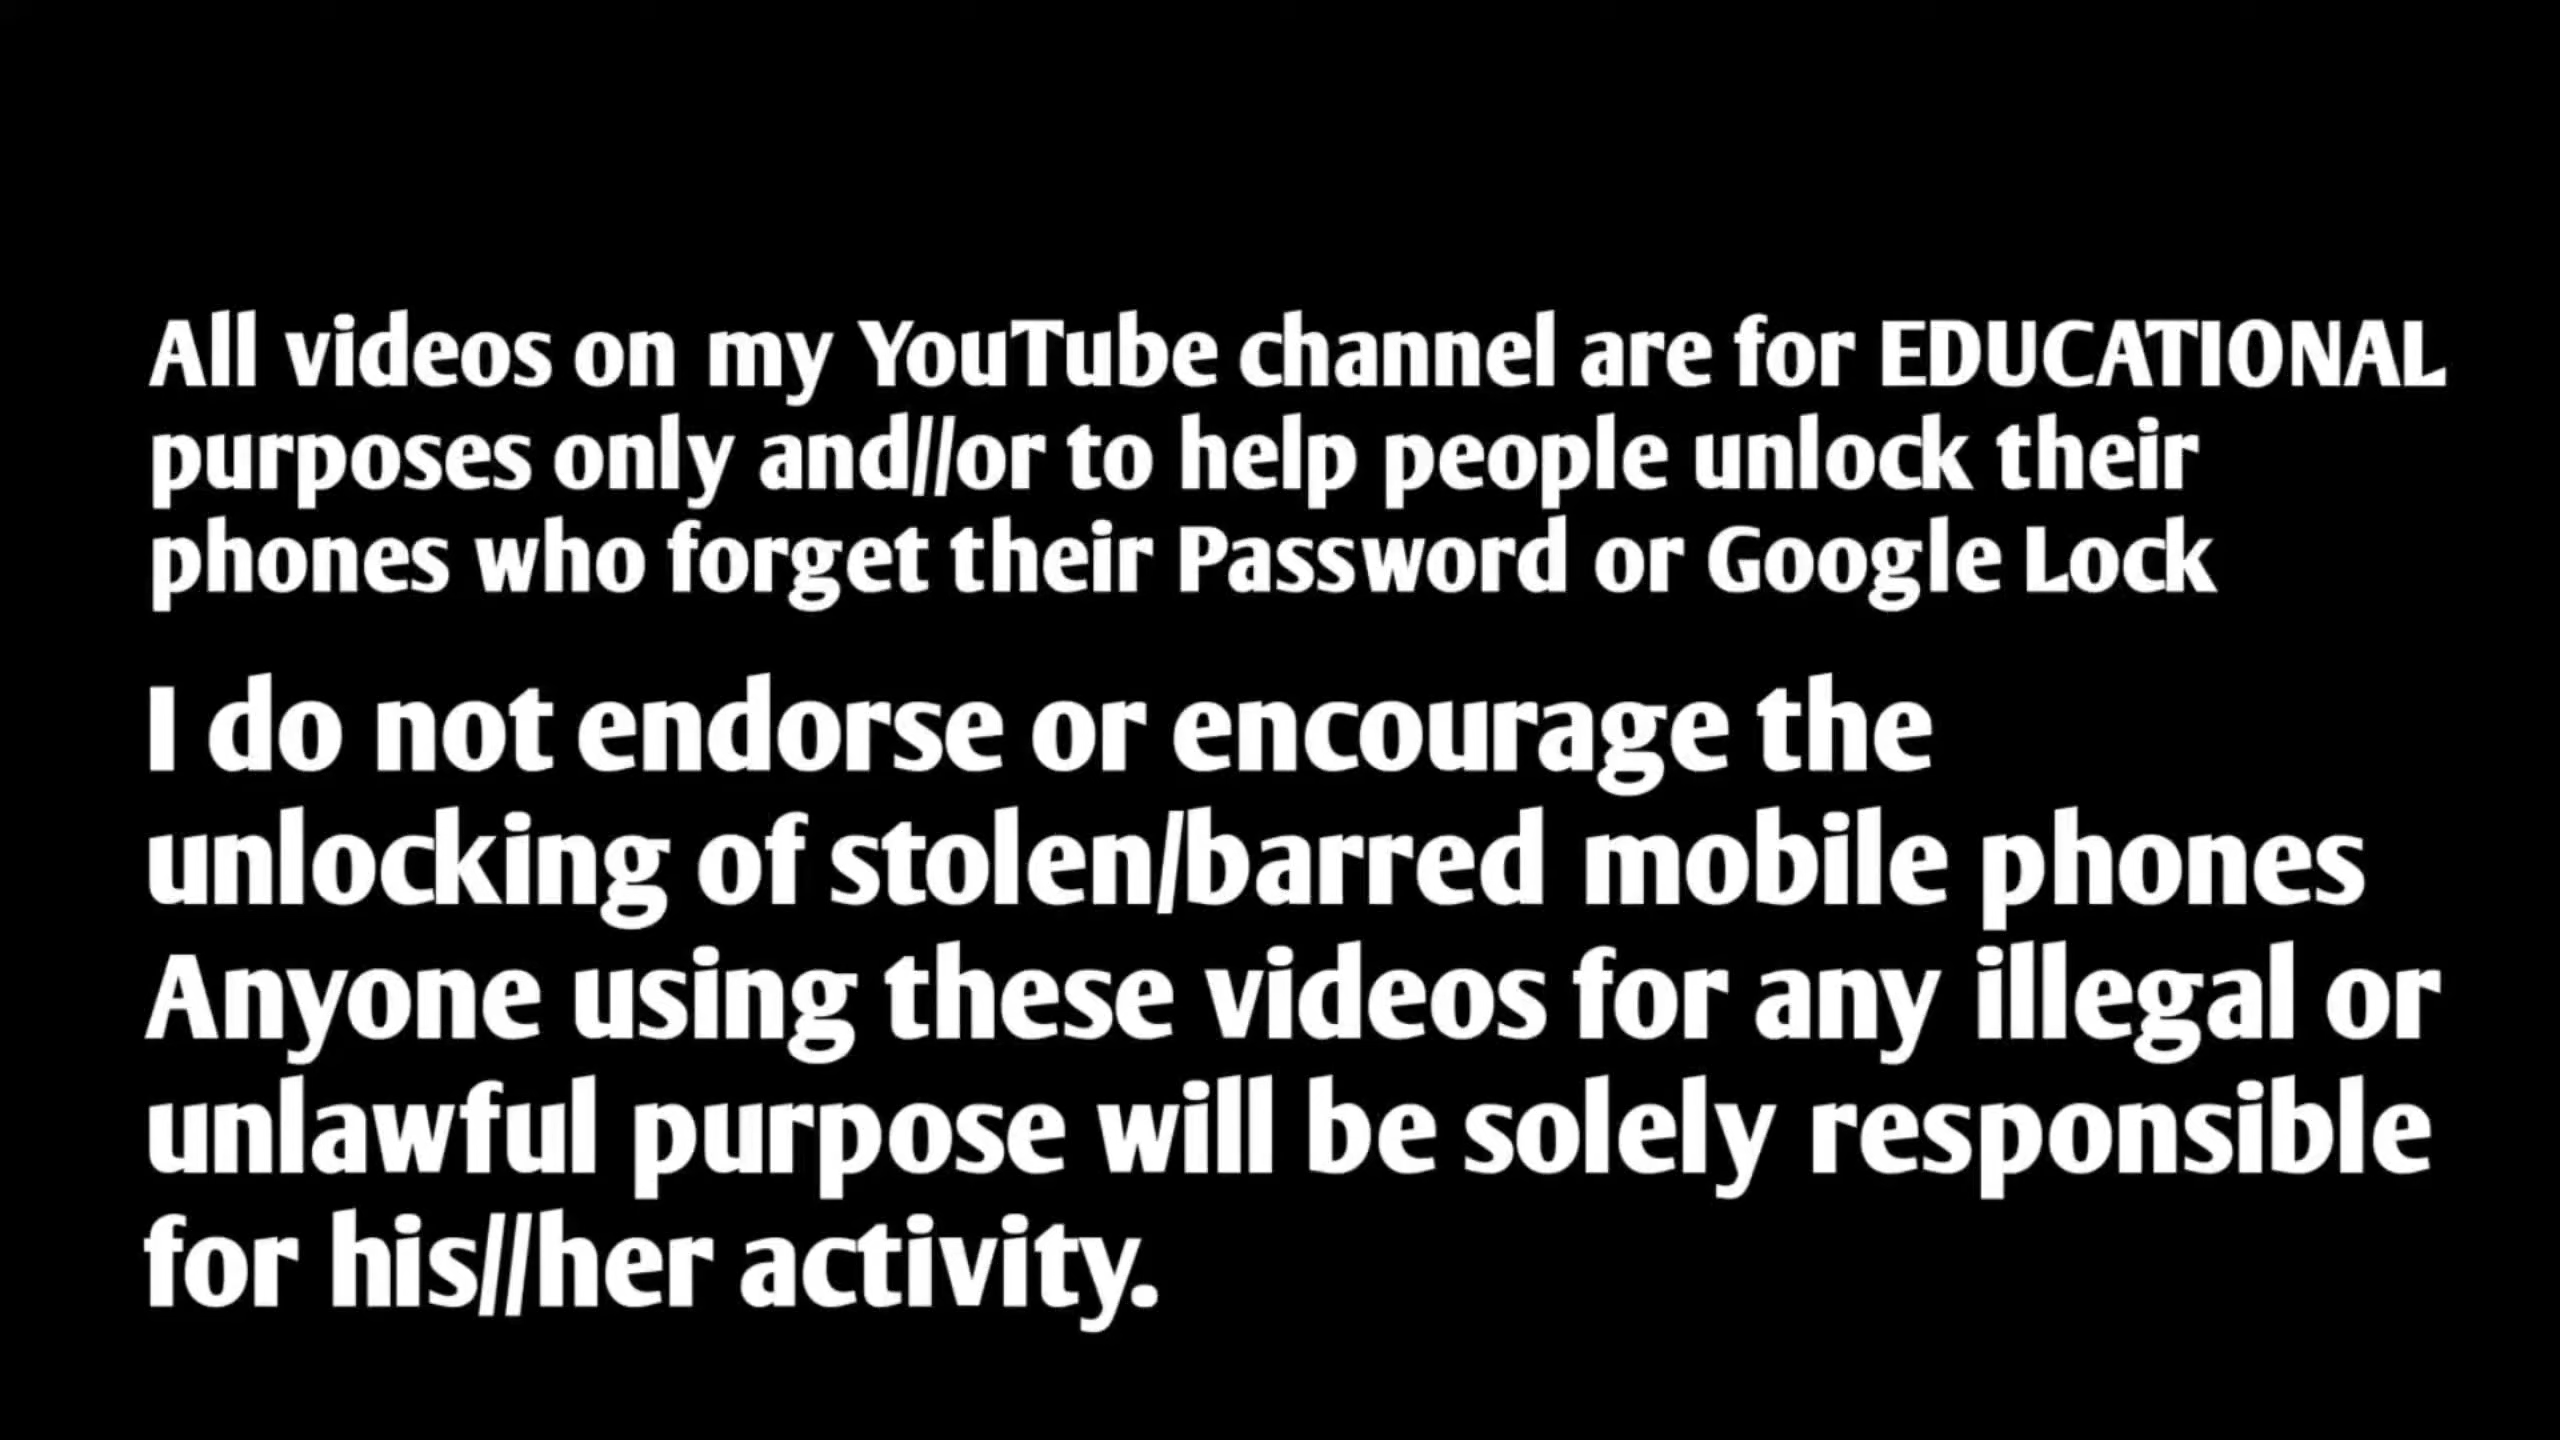 All videos on my YouTube channel are for EDUCATIONAL
purposes only and//or to help people unlock their
phones who forget their Password or Google Lock
I do not endorse or encourage the
unlocking of stolen/barred mobile phones
Anyone using these videos for any illegal or
unlawful purpose will be solely responsible
for his//her activity.